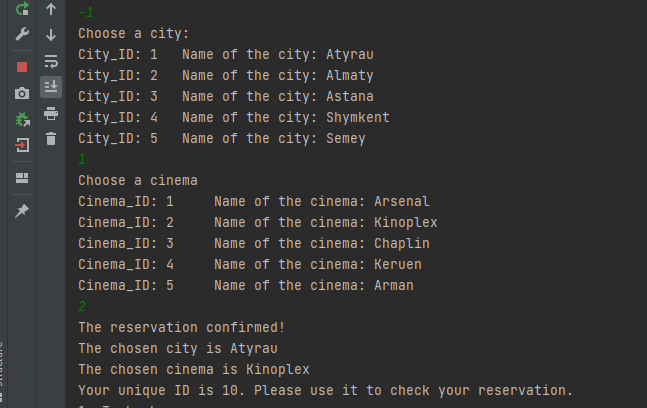 -1
Choose a city:
City_ID: 1   Name of the city: Atyrau
City_ID: 2   Name of the city: Almaty
City_ID: 3   Name of the city: Astana
City_ID: 4   Name of the city: Shymkent
City_ID: 5   Name of the city: Semey
1
Choose a cinema
Cinema_ID: 1     Name of the cinema: Arsenal
Cinema_ID: 2     Name of the cinema: Kinoplex
Cinema_ID: 3     Name of the cinema: Chaplin
Cinema_ID: 4     Name of the cinema: Keruen
Cinema_ID: 5     Name of the cinema: Arman
2
The reservation confirmed!
The chosen city is Atyrau
The chosen cinema is Kinoplex
Your unique ID is 10. Please use it to check your reservation.